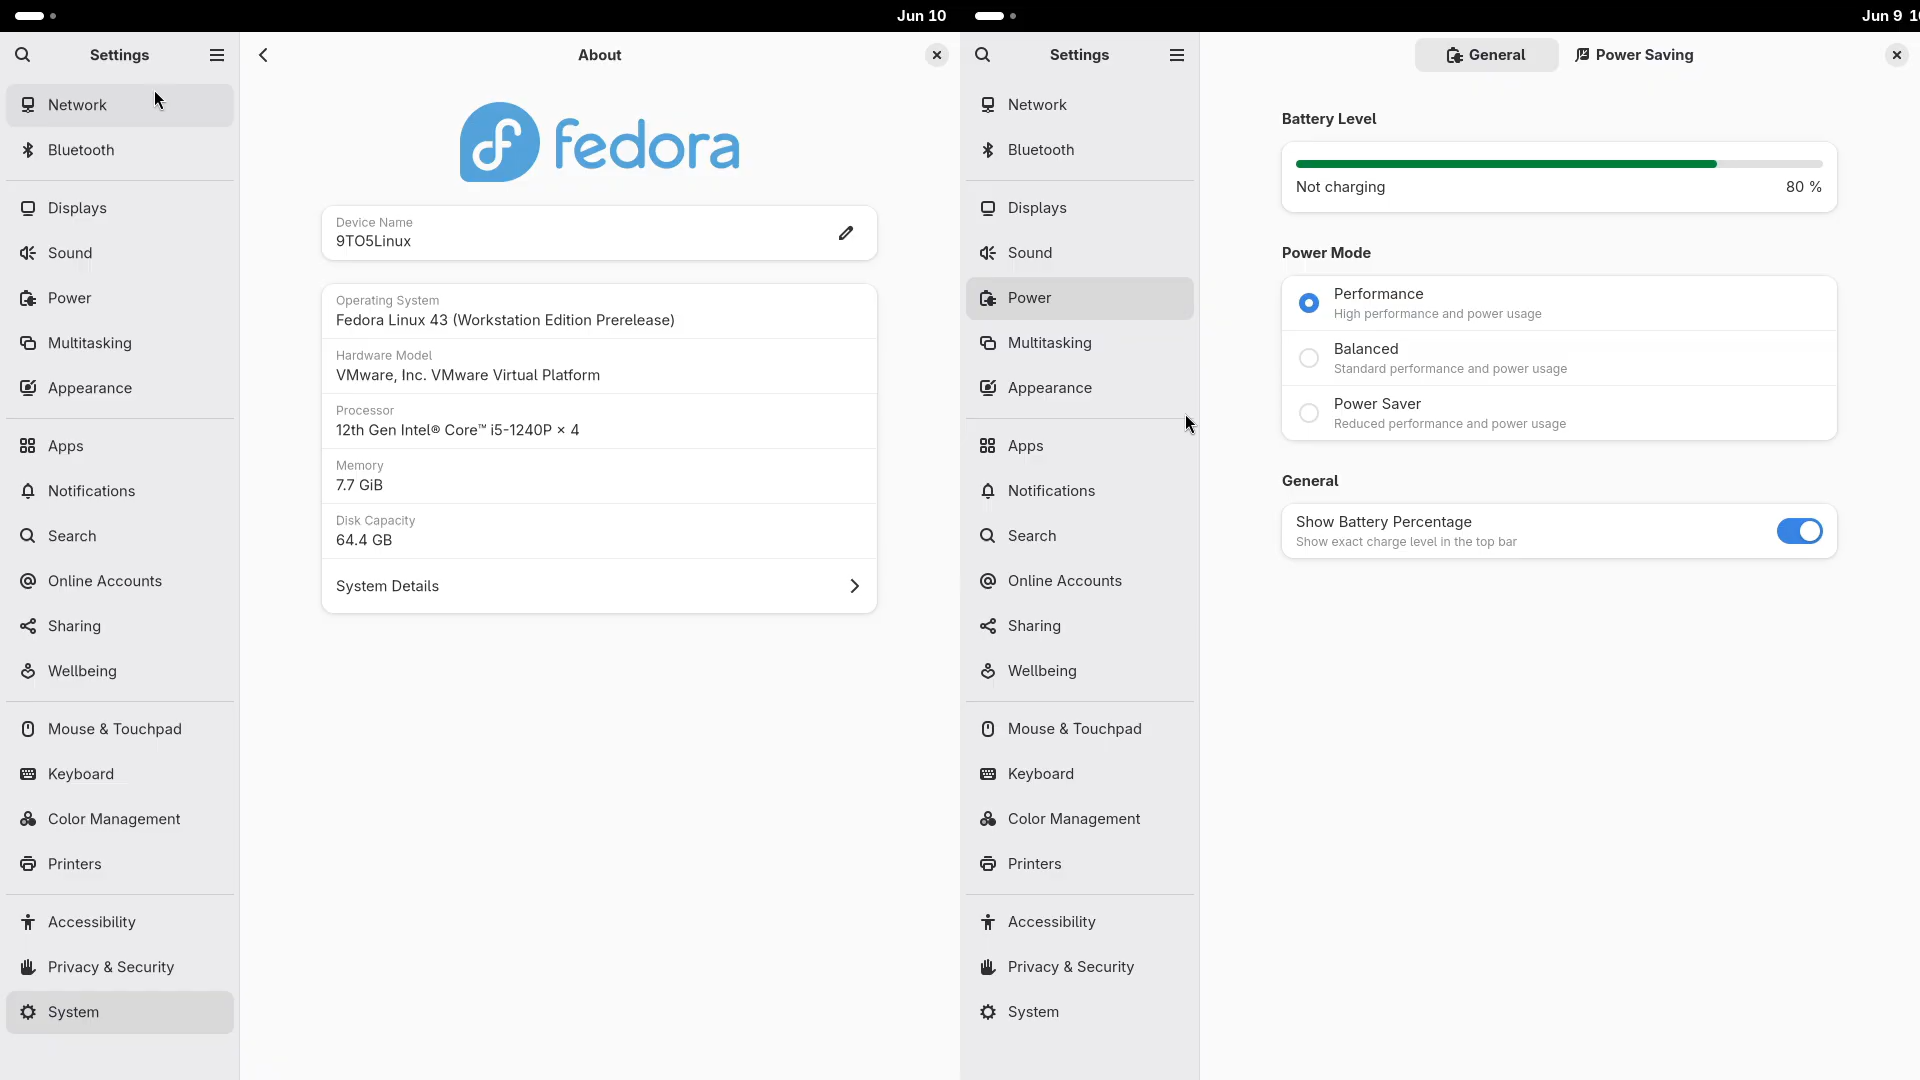 Jun 10
Settings
About
Network
Bluetooth
Displays
Sound
Power
Multitasking
Appearance
Apps
Notifications
Search
Online Accounts
Sharing
Wellbeing
Mouse & Touchpad
Keyboard
Color Management
Printers
Accessibility
Privacy & Security
System
fedora
Device Name
9TO5Linux
Operating System
Fedora Linux 43 (Workstation Edition Prerelease)
Hardware Model
VMware, Inc. VMware Virtual Platform
Processor
12th Gen Intel® Core™ i5-1240P × 4
Memory
7.7 GiB
Disk Capacity
64.4 GB
System Details
Jun 9
Settings
General
Power Saving
Network
Bluetooth
Displays
Sound
Power
Multitasking
Appearance
Apps
Notifications
Search
Online Accounts
Sharing
Wellbeing
Mouse & Touchpad
Keyboard
Color Management
Printers
Accessibility
Privacy & Security
System
Battery Level
Not charging
80 %
Power Mode
Performance
High performance and power usage
Balanced
Standard performance and power usage
Power Saver
Reduced performance and power usage
General
Show Battery Percentage
Show exact charge level in the top bar